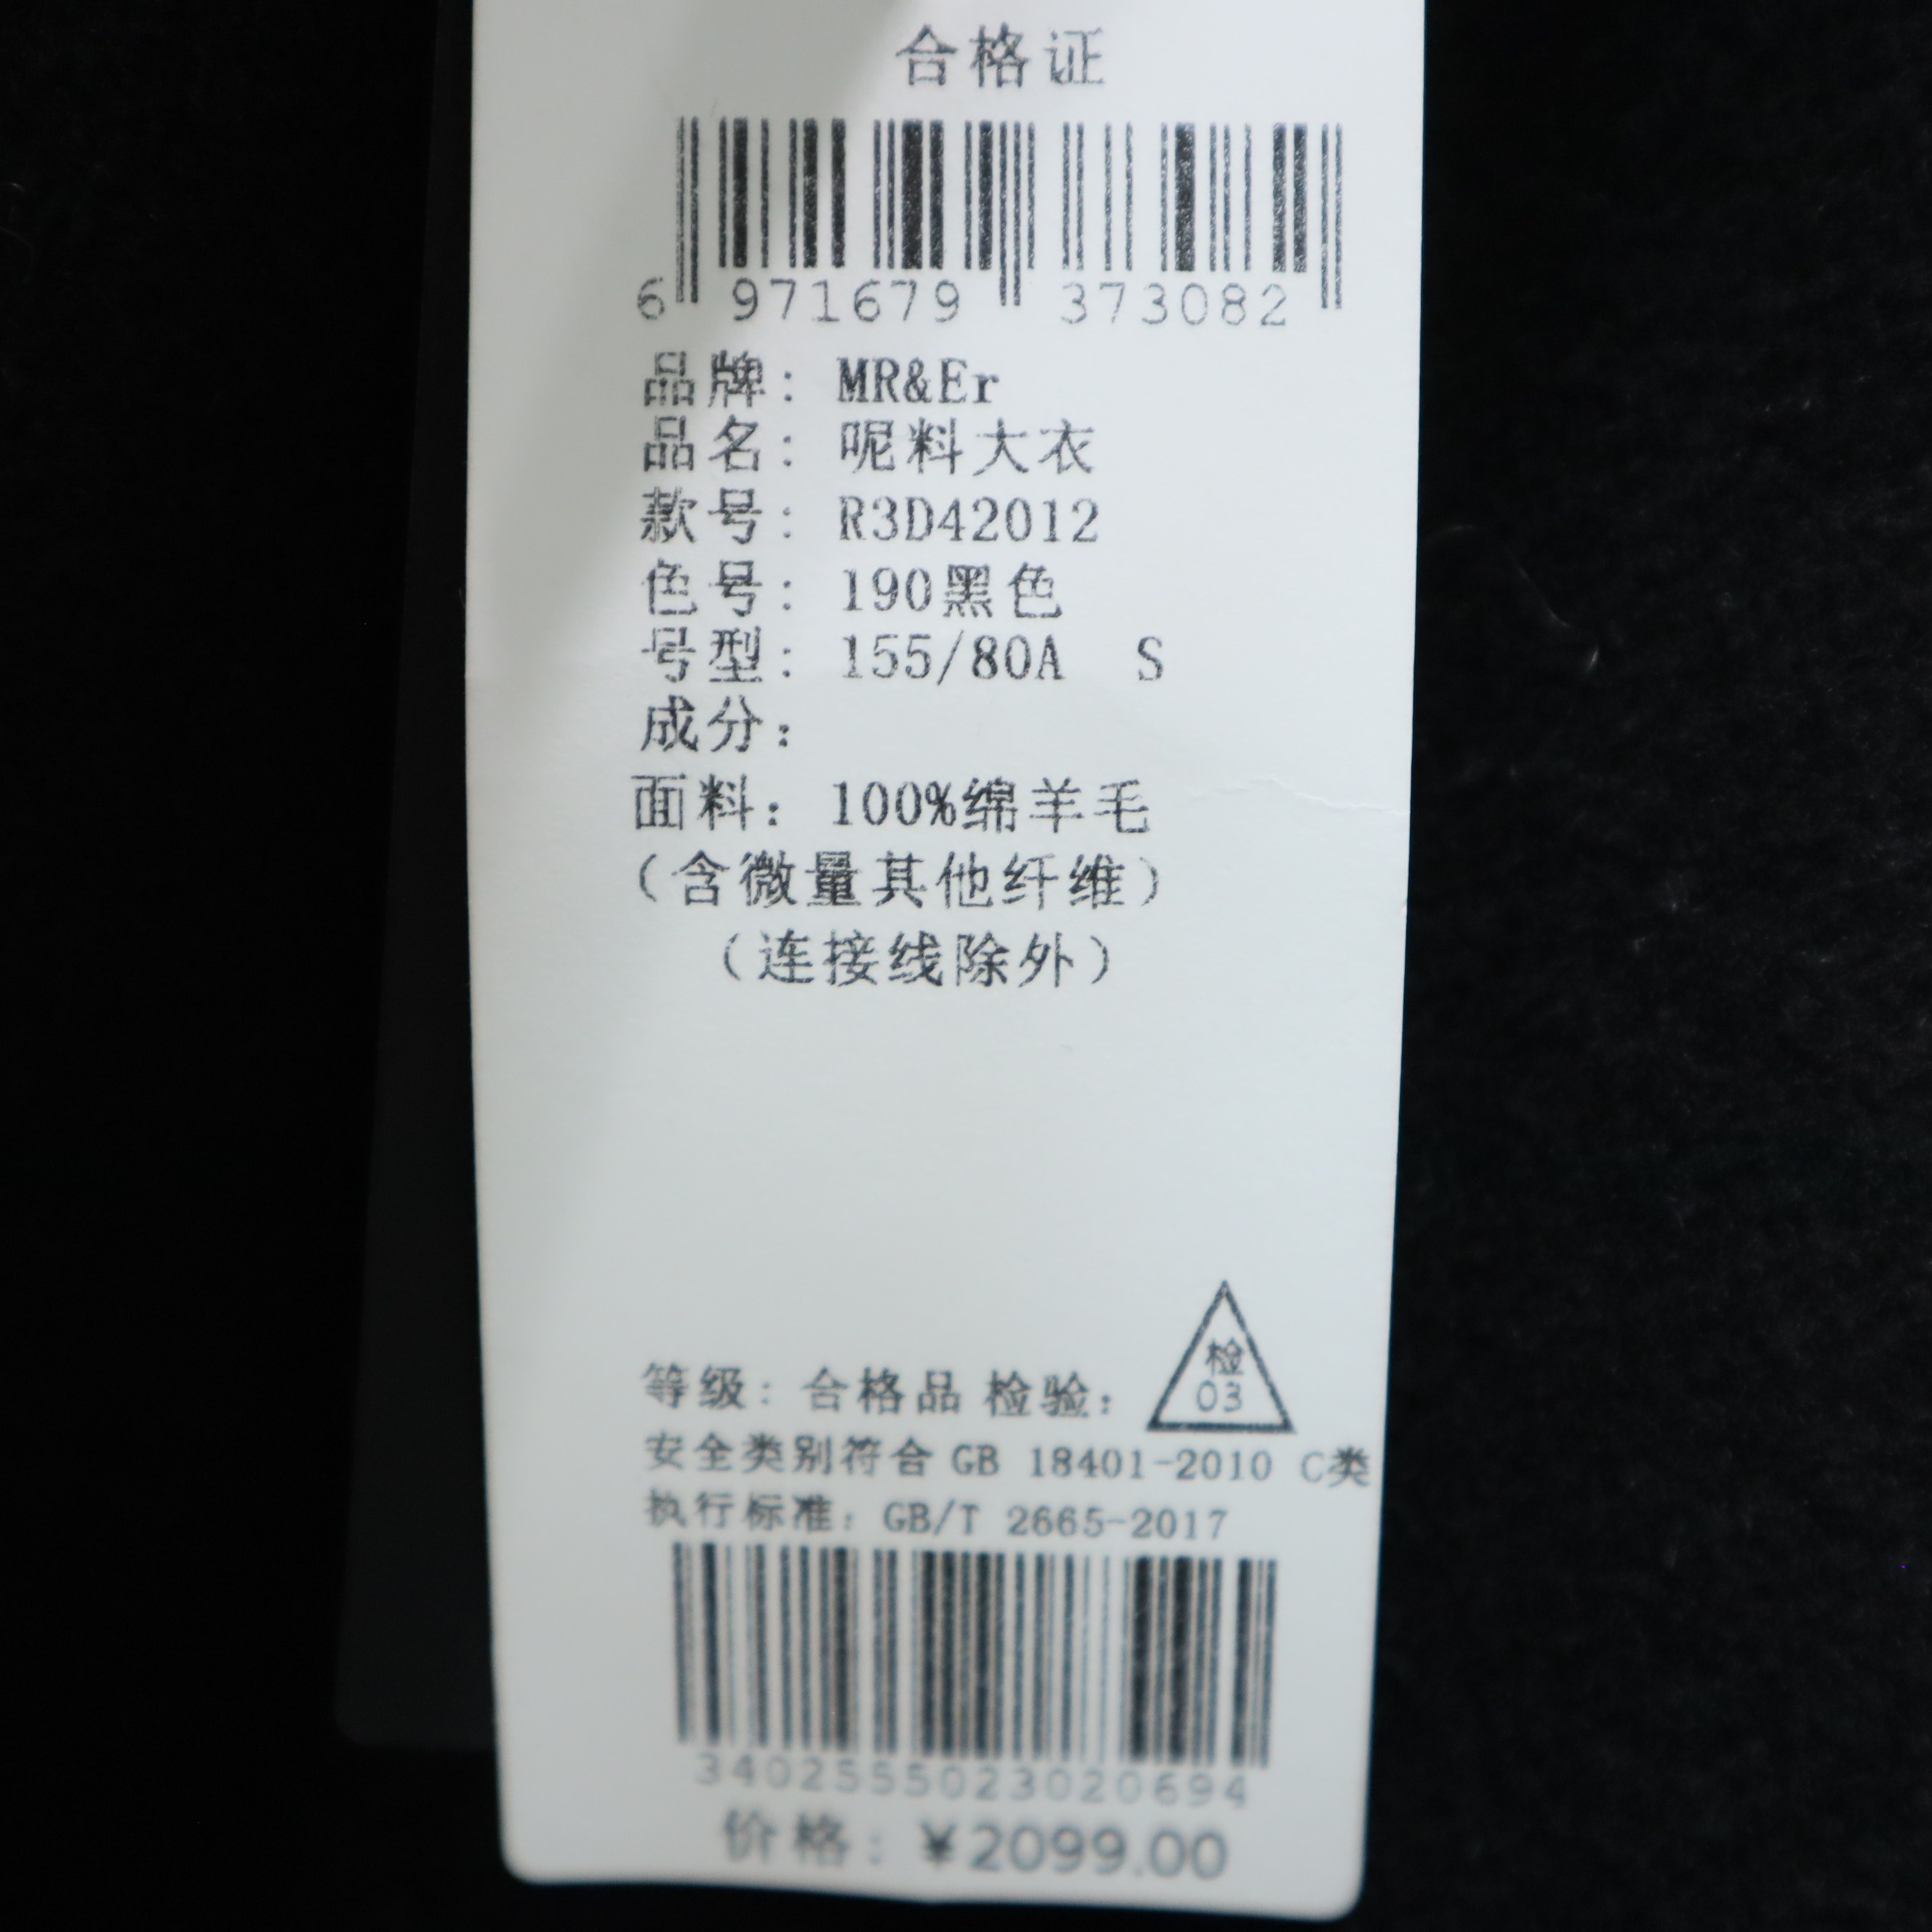 合格证
6 971679 373082
品牌: MR&Er
品名: 呢料大衣
款号: R3D42012
色号: 190黑色
号型: 155/80A S
成分:
面料: 100%绵羊毛
(含微量其他纤维)
(连接线除外)
检
03
等级: 合格品 检验:
安全类别符合 GB 18401-2010 C类
执行标准: GB/T 2665-2017
3402555023020694
价格: ¥2099.00